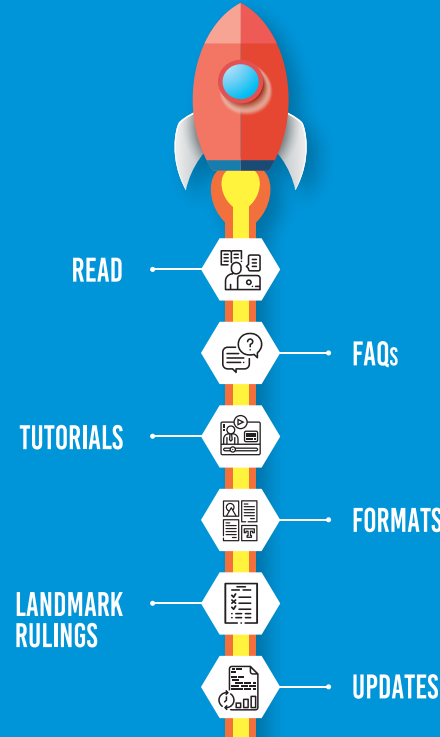 READ
FAQs
TUTORIALS
FORMATS
LANDMARK
RULINGS
UPDATES